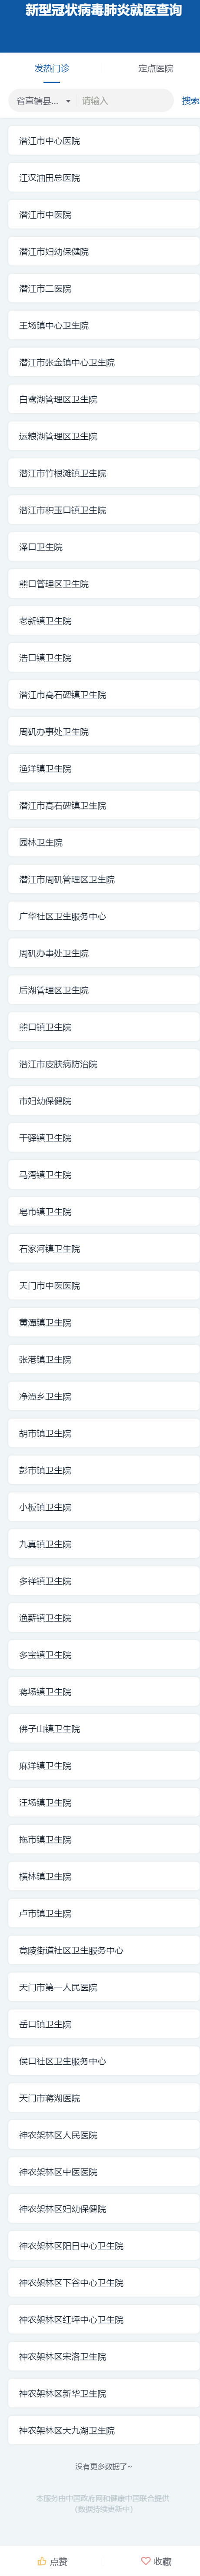 新型冠状病毒肺炎就医查询
发热门诊
定点医院
省直辖县...
请输入
搜索
潜江市中心医院
江汉油田总医院
潜江市中医院
潜江市妇幼保健院
潜江市二医院
王场镇中心卫生院
潜江市张金镇中心卫生院
白鹭湖管理区卫生院
运粮湖管理区卫生院
潜江市竹根滩镇卫生院
潜江市积玉口镇卫生院
泽口卫生院
熊口管理区卫生院
老新镇卫生院
浩口镇卫生院
潜江市高石碑镇卫生院
周矶办事处卫生院
渔洋镇卫生院
潜江市高石碑镇卫生院
园林卫生院
潜江市周矶管理区卫生院
广华社区卫生服务中心
周矶办事处卫生院
后湖管理区卫生院
熊口镇卫生院
潜江市皮肤病防治院
市妇幼保健院
干驿镇卫生院
马湾镇卫生院
皂市镇卫生院
石家河镇卫生院
天门市中医医院
黄潭镇卫生院
张港镇卫生院
净潭乡卫生院
胡市镇卫生院
彭市镇卫生院
小板镇卫生院
九真镇卫生院
多祥镇卫生院
渔薪镇卫生院
多宝镇卫生院
蒋场镇卫生院
佛子山镇卫生院
麻洋镇卫生院
汪场镇卫生院
拖市镇卫生院
横林镇卫生院
卢市镇卫生院
竟陵街道社区卫生服务中心
天门市第一人民医院
岳口镇卫生院
侯口社区卫生服务中心
天门市蒋湖医院
神农架林区人民医院
神农架林区中医医院
神农架林区妇幼保健院
神农架林区阳日中心卫生院
神农架林区下谷中心卫生院
神农架林区红坪中心卫生院
神农架林区宋洛卫生院
神农架林区新华卫生院
神农架林区大九湖卫生院
没有更多数据了~
本服务由中国政府网和健康中国联合提供
（数据持续更新中）
点赞
收藏